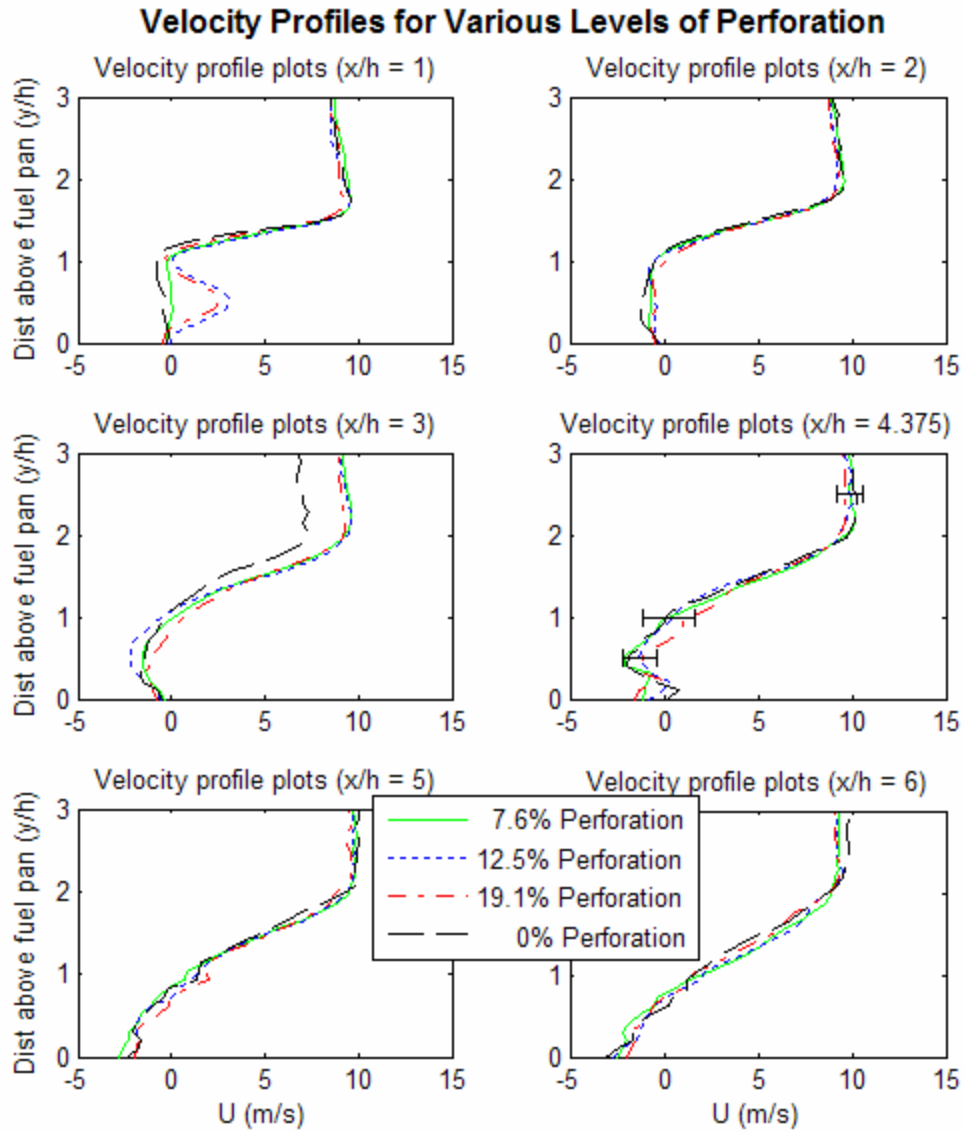 Velocity Profiles for Various Levels of Perforation
Velocity profile plots (x/h = 1)
Dist above fuel pan (y/h)
3
2
1
0
-5 0 5 10 15
Velocity profile plots (x/h = 2)
3
2
1
0
-5 0 5 10 15
Velocity profile plots (x/h = 3)
Dist above fuel pan (y/h)
3
2
1
0
-5 0 5 10 15
Velocity profile plots (x/h = 4.375)
3
2
1
0
-5 0 5 10 15
Velocity profile plots (x/h = 5)
Dist above fuel pan (y/h)
3
2
1
0
-5 0 5 10 15
U (m/s)
Velocity profile plots (x/h = 6)
3
2
1
0
-5 0 5 10 15
U (m/s)
7.6% Perforation
12.5% Perforation
19.1% Perforation
0% Perforation